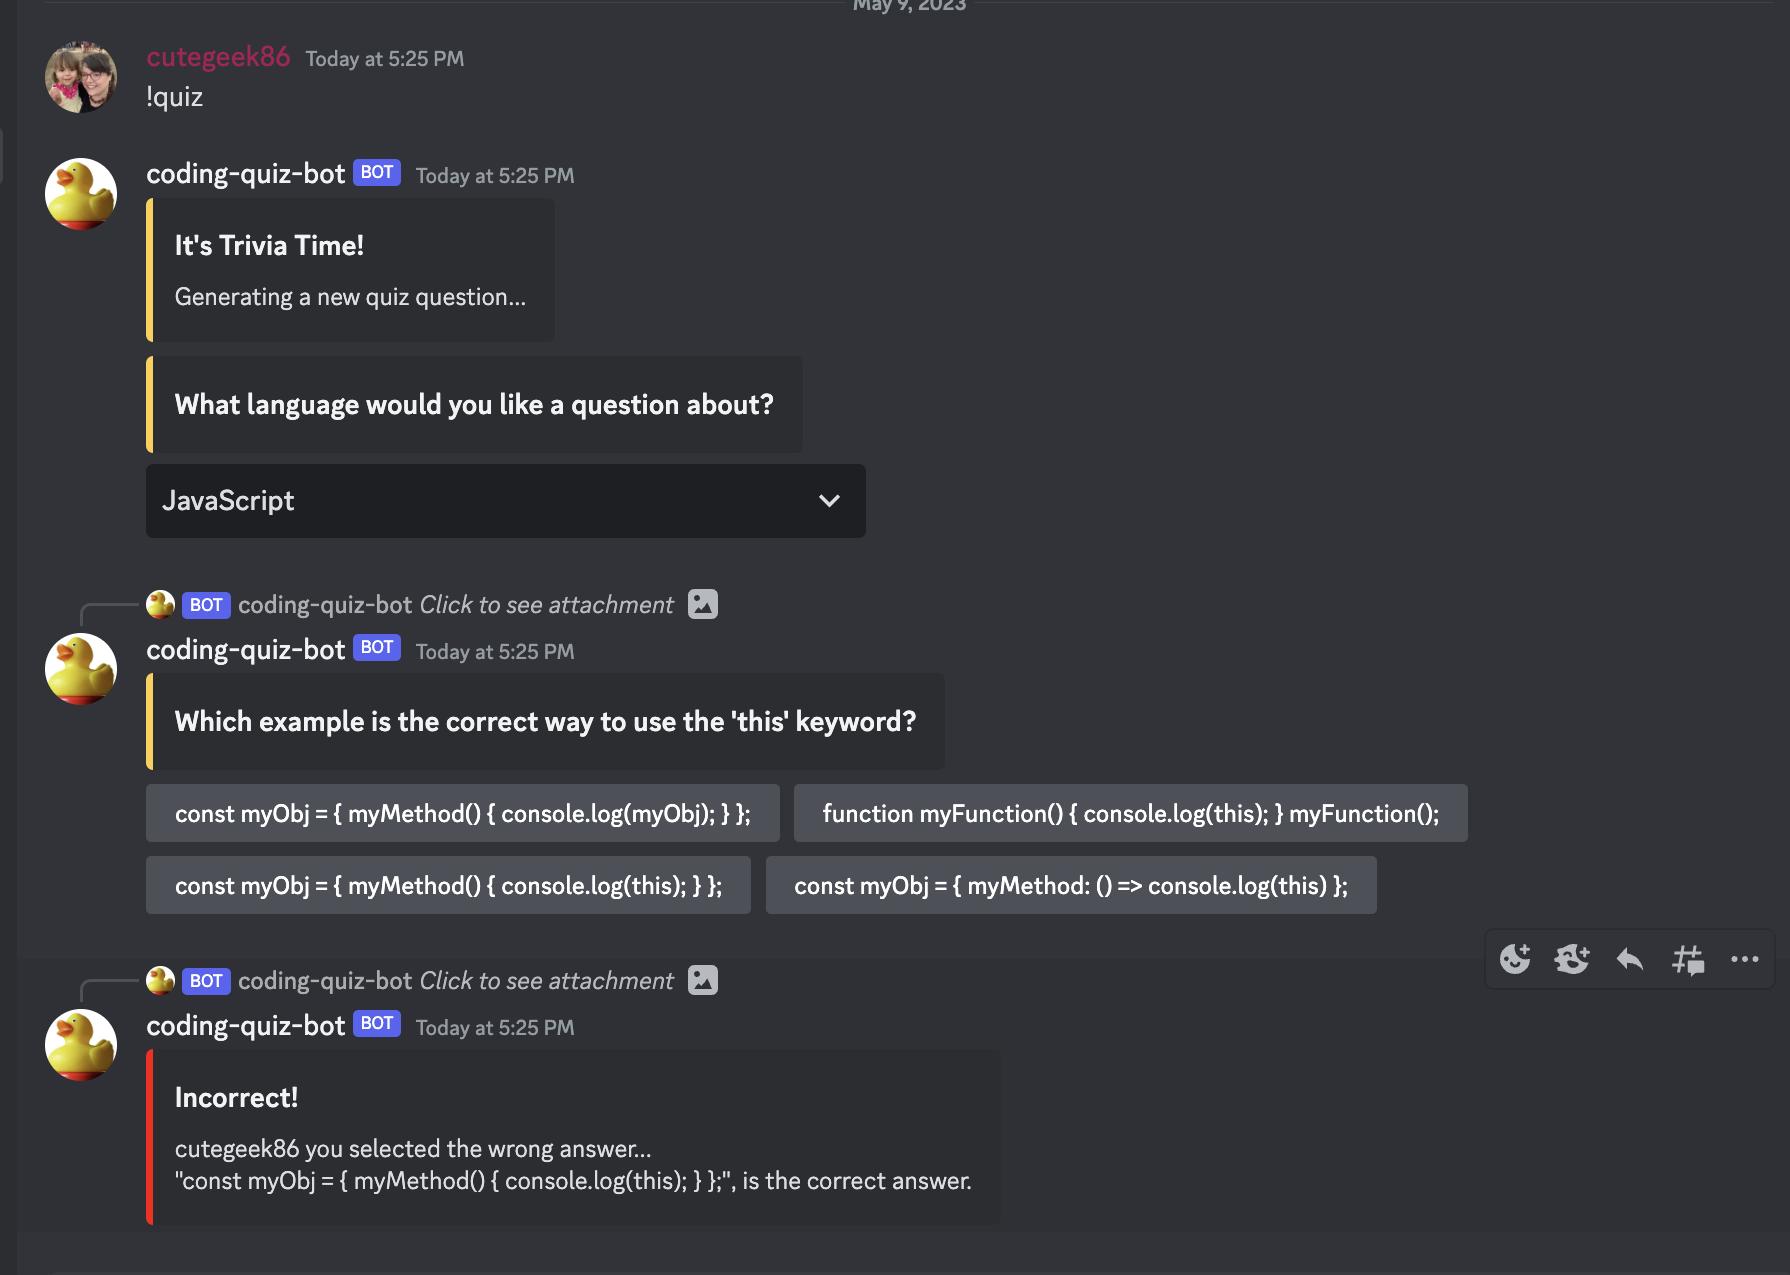 May 9, 2023
cutegeek86 Today at 5:25 PM
!quiz
coding-quiz-bot BOT Today at 5:25 PM
It's Trivia Time!
Generating a new quiz question...
What language would you like a question about?
JavaScript
BOT coding-quiz-bot Click to see attachment
coding-quiz-bot BOT Today at 5:25 PM
Which example is the correct way to use the 'this' keyword?
const myObj = { myMethod() { console.log(myObj); } }; function myFunction() { console.log(this); } myFunction();
const myObj = { myMethod() { console.log(this); } }; const myObj = { myMethod: () => console.log(this) };
BOT coding-quiz-bot Click to see attachment
coding-quiz-bot BOT Today at 5:25 PM
Incorrect!
cutegeek86 you selected the wrong answer...
"const myObj = { myMethod() { console.log(this); } };", is the correct answer.